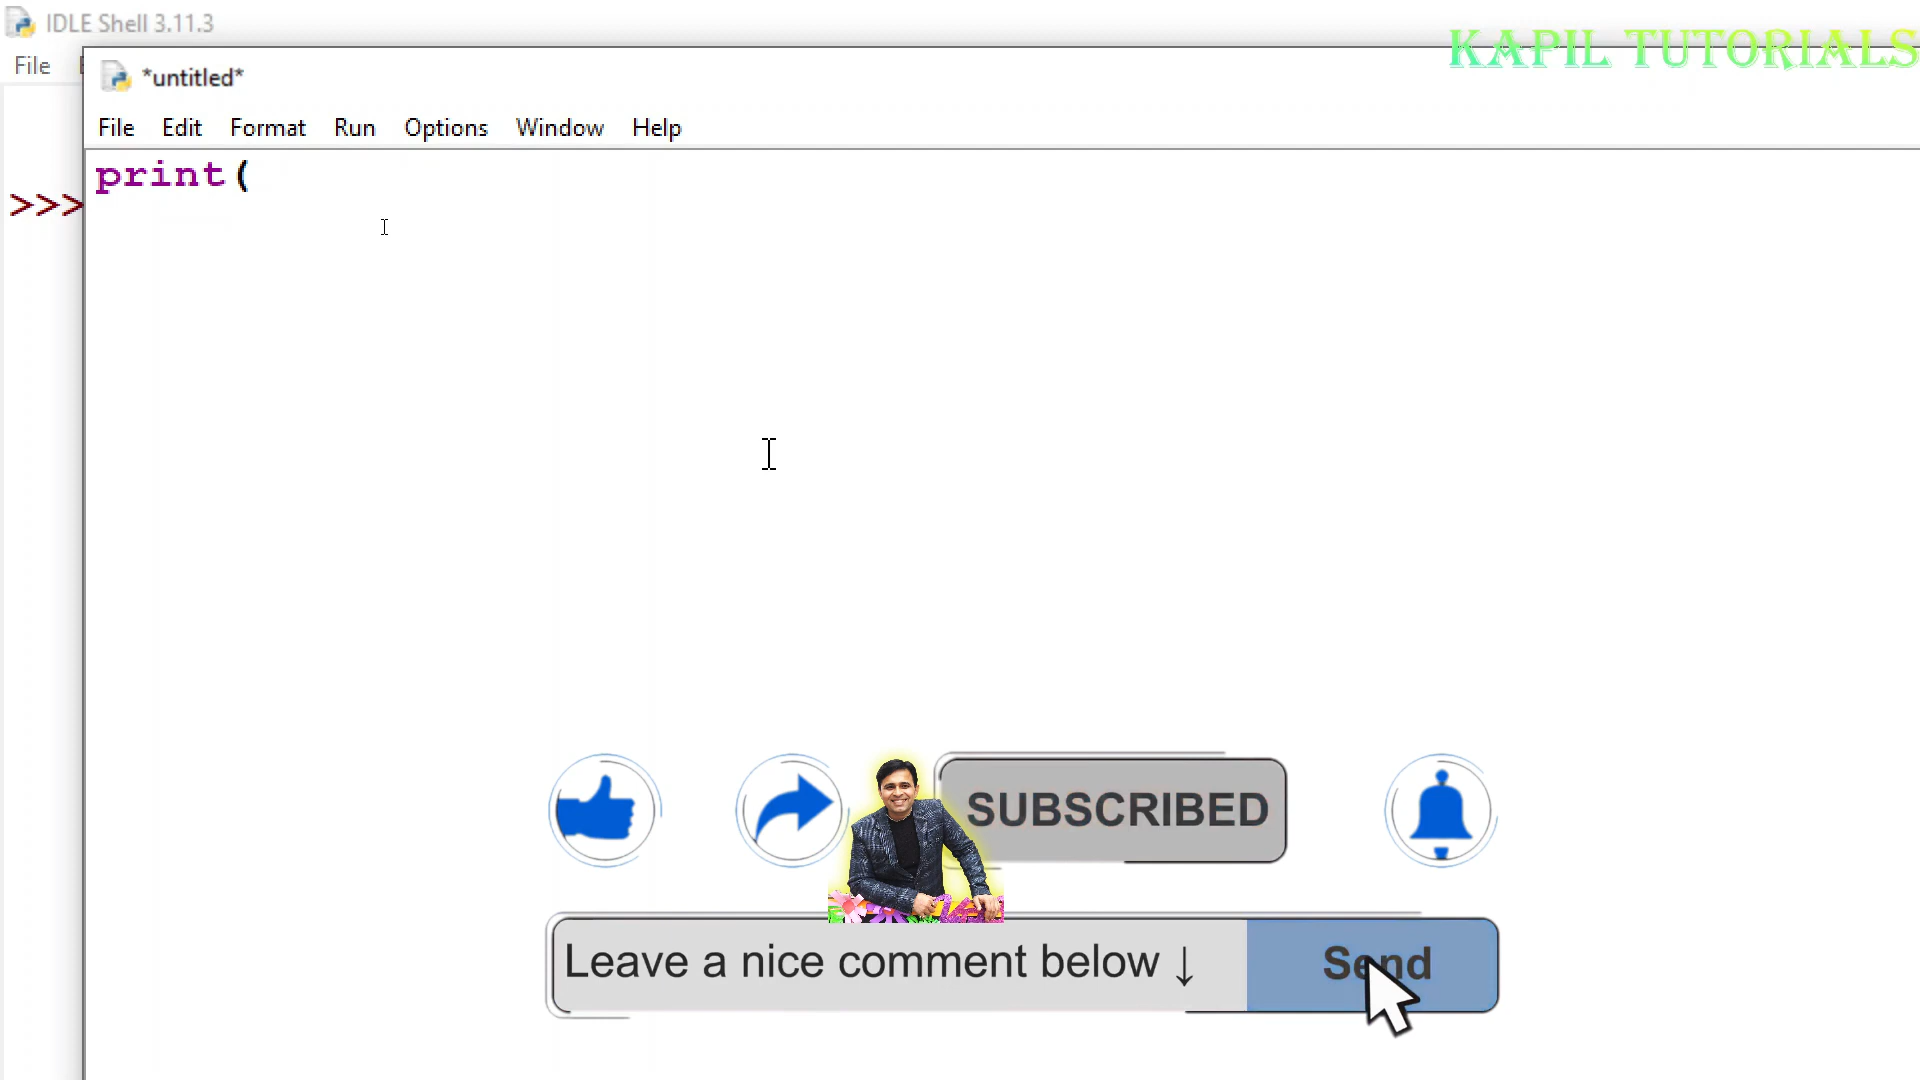 IDLE Shell 3.11.3
KAPIL TUTORIALS
File
*untitled*
File Edit Format Run Options Window Help
print(
>>>
SUBSCRIBED
Leave a nice comment below ↓
Send